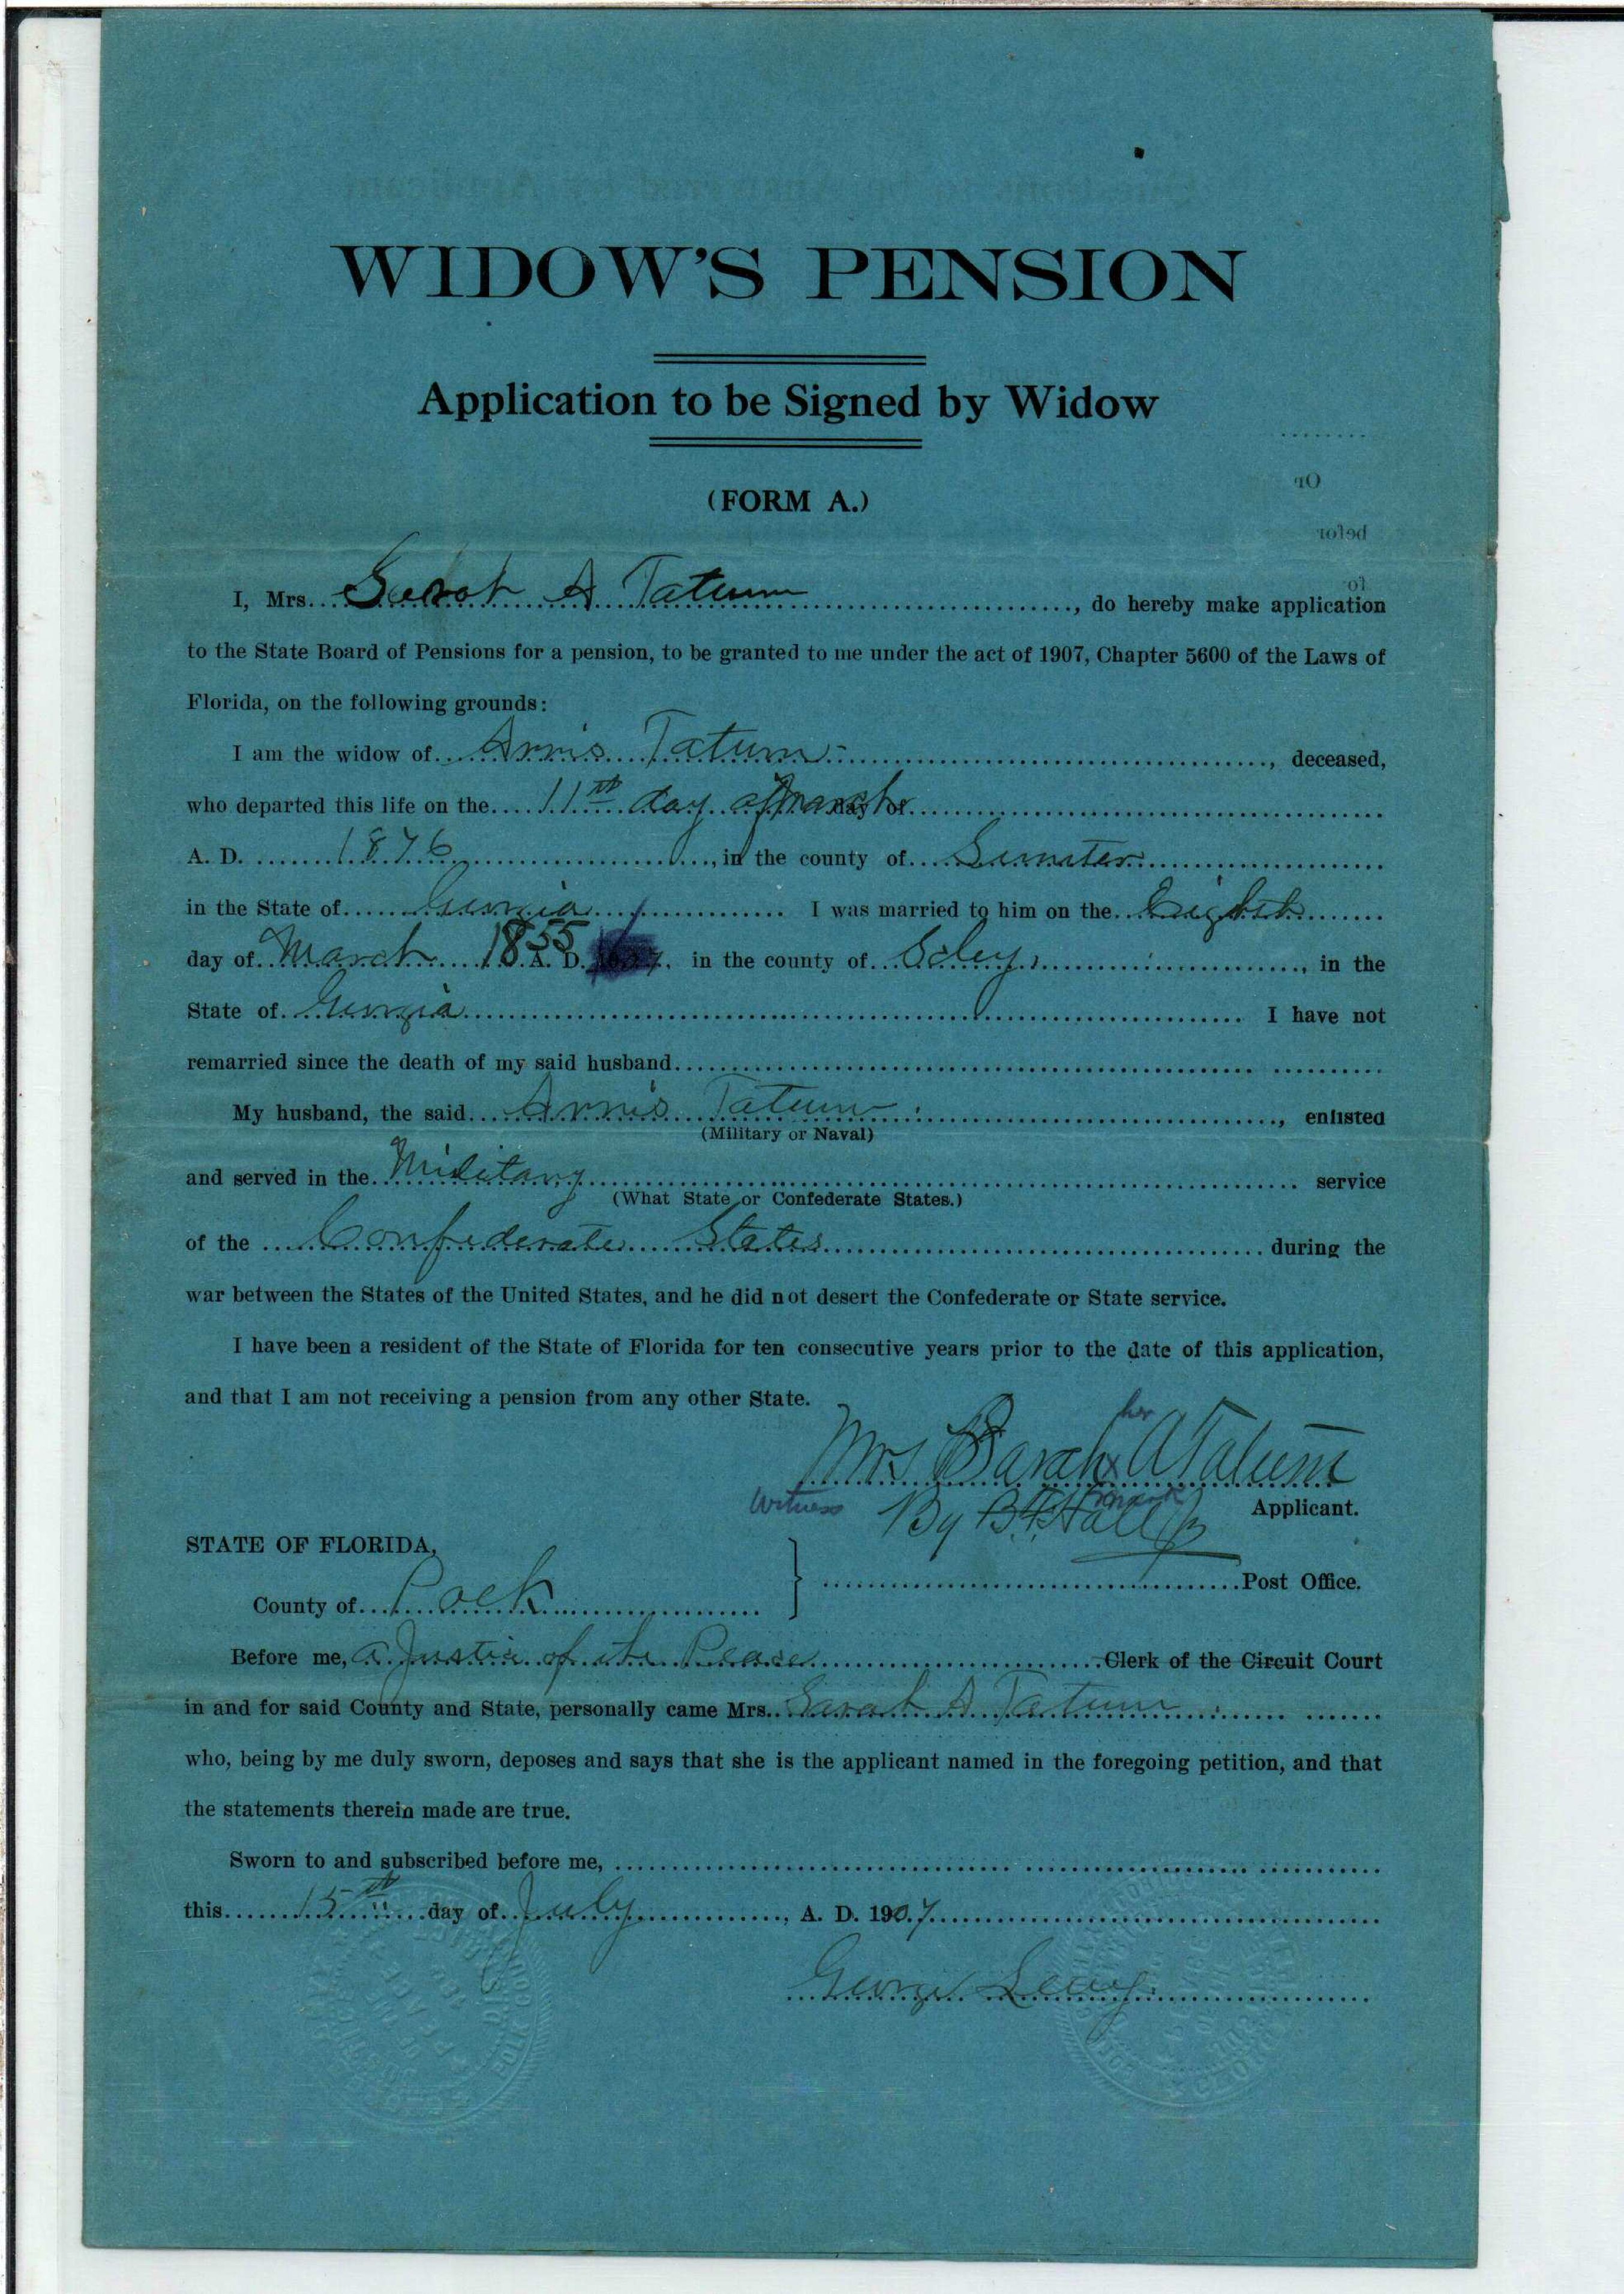 WIDOW'S PENSION
Application to be Signed by Widow
(FORM A.)
I, Mrs. Sarah A Tatum, do hereby make application
to the State Board of Pensions for a pension, to be granted to me under the act of 1907, Chapter 5600 of the Laws of
Florida, on the following grounds:
I am the widow of Annis Tatum, deceased,
who departed this life on the 11th day of March day of
A. D. 1876, in the county of Sumter
in the State of Georgia I was married to him on the Eight
day of March 1855 A. D. in the county of Schley, in the
State of Georgia I have not
remarried since the death of my said husband
My husband, the said Annis Tatum, enlisted
(Military or Naval)
and served in the Military service
(What State or Confederate States.)
of the Confederate States during the
war between the States of the United States, and he did not desert the Confederate or State service.
I have been a resident of the State of Florida for ten consecutive years prior to the date of this application,
and that I am not receiving a pension from any other State.
her
Mrs Sarah x A Tatum
mark
Witness By B.F. Hall Jr Applicant.
STATE OF FLORIDA,
Post Office.
County of Polk
Before me, a Justice of the Peace Clerk of the Circuit Court
in and for said County and State, personally came Mrs. Sarah A Tatum
who, being by me duly sworn, deposes and says that she is the applicant named in the foregoing petition, and that
the statements therein made are true.
Sworn to and subscribed before me,
this 15th day of July, A. D. 1907
George